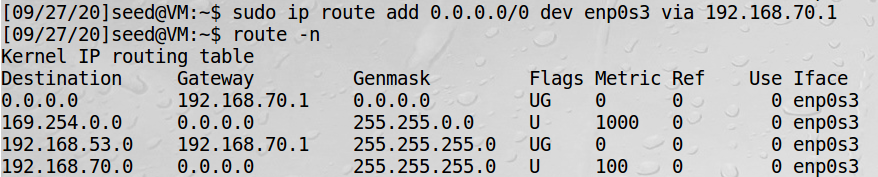 [09/27/20]seed@VM:~$ sudo ip route add 0.0.0.0/0 dev enp0s3 via 192.168.70.1
[09/27/20]seed@VM:~$ route -n
Kernel IP routing table
Destination     Gateway         Genmask         Flags Metric Ref    Use Iface
0.0.0.0         192.168.70.1    0.0.0.0         UG    0      0        0 enp0s3
169.254.0.0     0.0.0.0         255.255.0.0     U     1000   0        0 enp0s3
192.168.53.0    192.168.70.1    255.255.255.0   UG    0      0        0 enp0s3
192.168.70.0    0.0.0.0         255.255.255.0   U     100    0        0 enp0s3